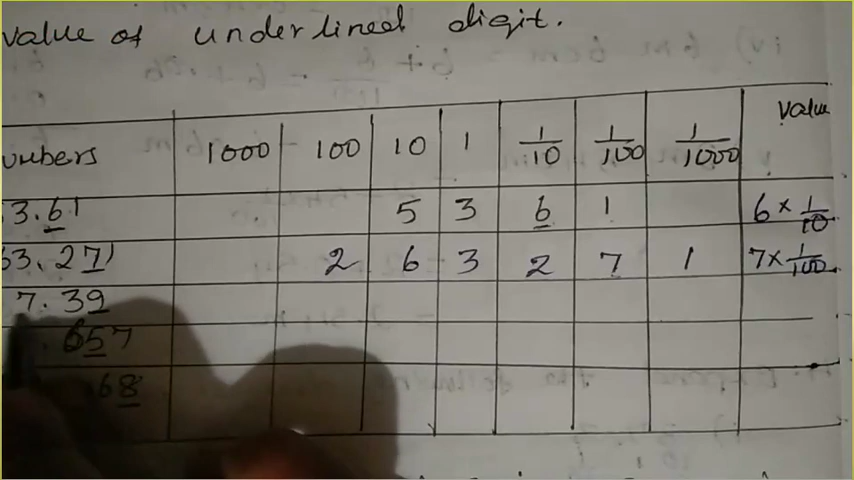 value of underlined digit.
umbers 1000 100 10 1 1/10 1/100 1/1000 value
3.61 5 3 6 1 6 × 1/10
63.271 2 6 3 2 7 1 7 × 1/100
7.39
.657
68